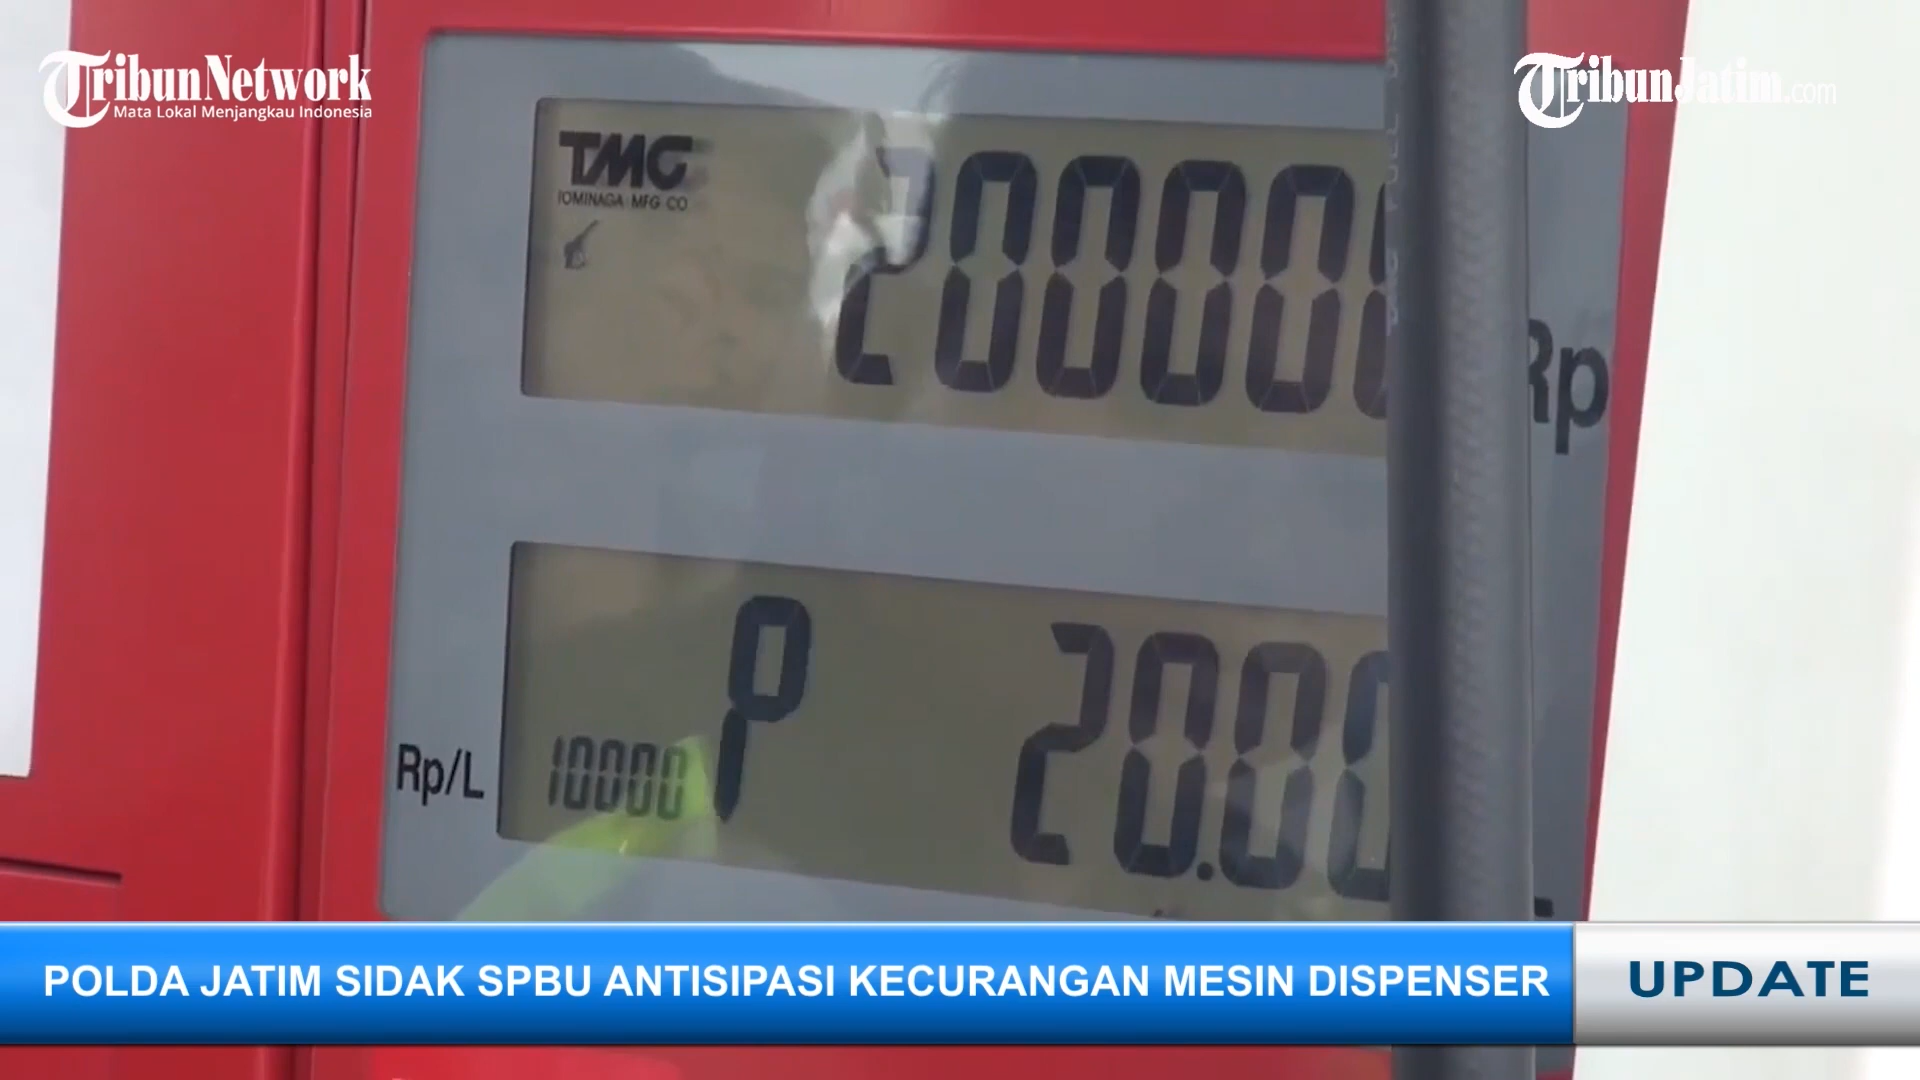 TribunNetwork
Mata Lokal Menjangkau Indonesia
TribunJatim.com
TMG
TOMINAGA MFG CO
200000
Rp
Rp/L
10000
P
20.00
POLDA JATIM SIDAK SPBU ANTISIPASI KECURANGAN MESIN DISPENSER
UPDATE